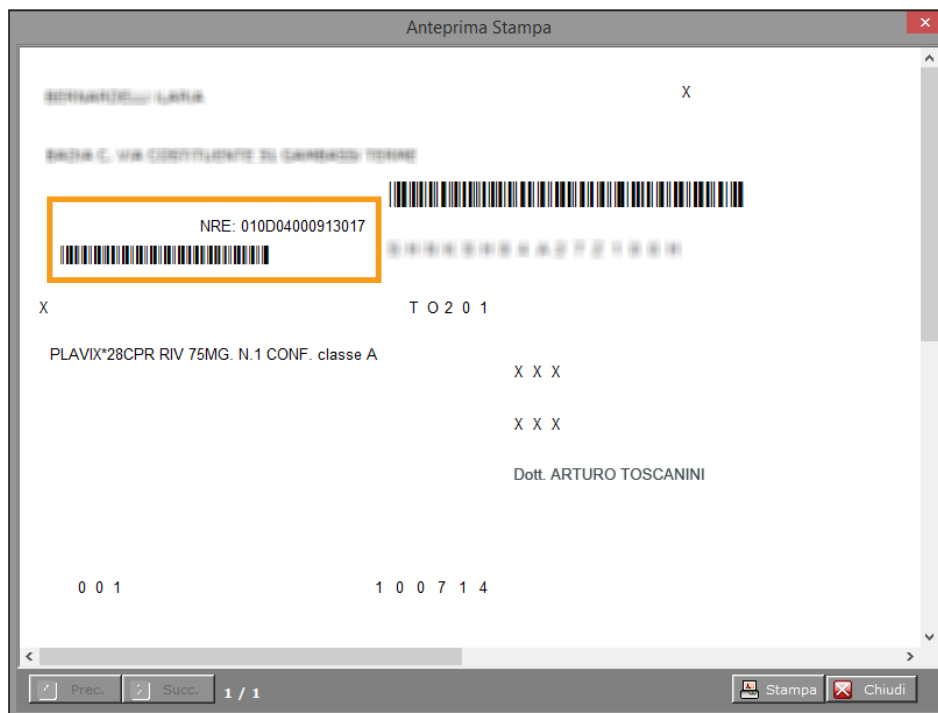 Anteprima Stampa
X
NRE: 010D04000913017
X
T O 2 0 1
PLAVIX*28CPR RIV 75MG. N.1 CONF. classe A
X X X
X X X
Dott. ARTURO TOSCANINI
0 0 1
1 0 0 7 1 4
Prec.
Succ.
1 / 1
Stampa
Chiudi